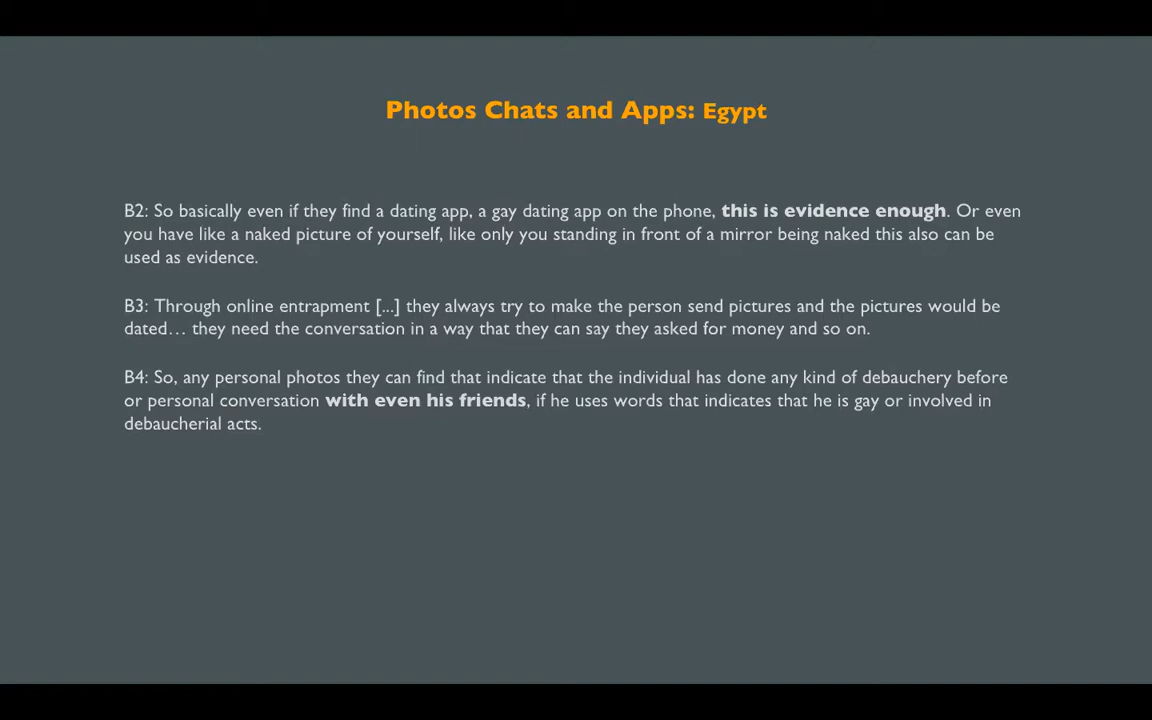 Photos Chats and Apps: Egypt
B2: So basically even if they find a dating app, a gay dating app on the phone, this is evidence enough. Or even
you have like a naked picture of yourself, like only you standing in front of a mirror being naked this also can be
used as evidence.
B3: Through online entrapment [...] they always try to make the person send pictures and the pictures would be
dated… they need the conversation in a way that they can say they asked for money and so on.
B4: So, any personal photos they can find that indicate that the individual has done any kind of debauchery before
or personal conversation with even his friends, if he uses words that indicates that he is gay or involved in
debaucherial acts.